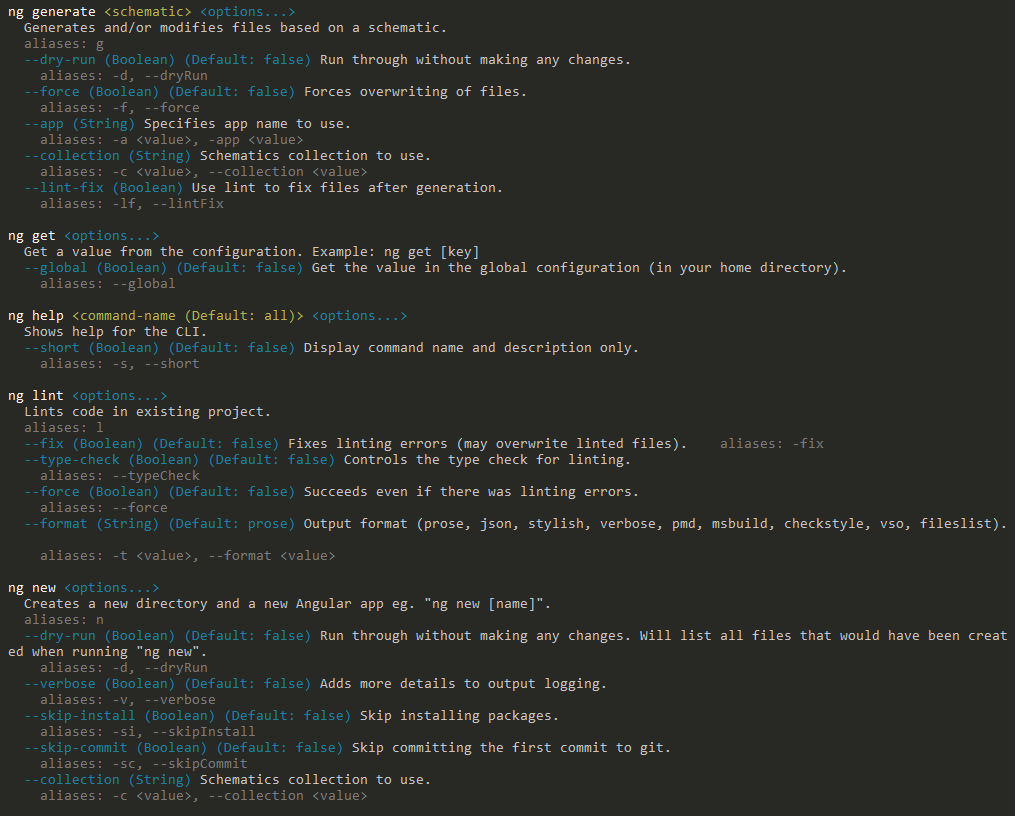 ng generate <schematic> <options...>
Generates and/or modifies files based on a schematic.
aliases: g
--dry-run (Boolean) (Default: false) Run through without making any changes.
aliases: -d, --dryRun
--force (Boolean) (Default: false) Forces overwriting of files.
aliases: -f, --force
--app (String) Specifies app name to use.
aliases: -a <value>, -app <value>
--collection (String) Schematics collection to use.
aliases: -c <value>, --collection <value>
--lint-fix (Boolean) Use lint to fix files after generation.
aliases: -lf, --lintFix
ng get <options...>
Get a value from the configuration. Example: ng get [key]
--global (Boolean) (Default: false) Get the value in the global configuration (in your home directory).
aliases: --global
ng help <command-name (Default: all)> <options...>
Shows help for the CLI.
--short (Boolean) (Default: false) Display command name and description only.
aliases: -s, --short
ng lint <options...>
Lints code in existing project.
aliases: l
--fix (Boolean) (Default: false) Fixes linting errors (may overwrite linted files).    aliases: -fix
--type-check (Boolean) (Default: false) Controls the type check for linting.
aliases: --typeCheck
--force (Boolean) (Default: false) Succeeds even if there was linting errors.
aliases: --force
--format (String) (Default: prose) Output format (prose, json, stylish, verbose, pmd, msbuild, checkstyle, vso, fileslist).
aliases: -t <value>, --format <value>
ng new <options...>
Creates a new directory and a new Angular app eg. "ng new [name]".
aliases: n
--dry-run (Boolean) (Default: false) Run through without making any changes. Will list all files that would have been creat
ed when running "ng new".
aliases: -d, --dryRun
--verbose (Boolean) (Default: false) Adds more details to output logging.
aliases: -v, --verbose
--skip-install (Boolean) (Default: false) Skip installing packages.
aliases: -si, --skipInstall
--skip-commit (Boolean) (Default: false) Skip committing the first commit to git.
aliases: -sc, --skipCommit
--collection (String) Schematics collection to use.
aliases: -c <value>, --collection <value>